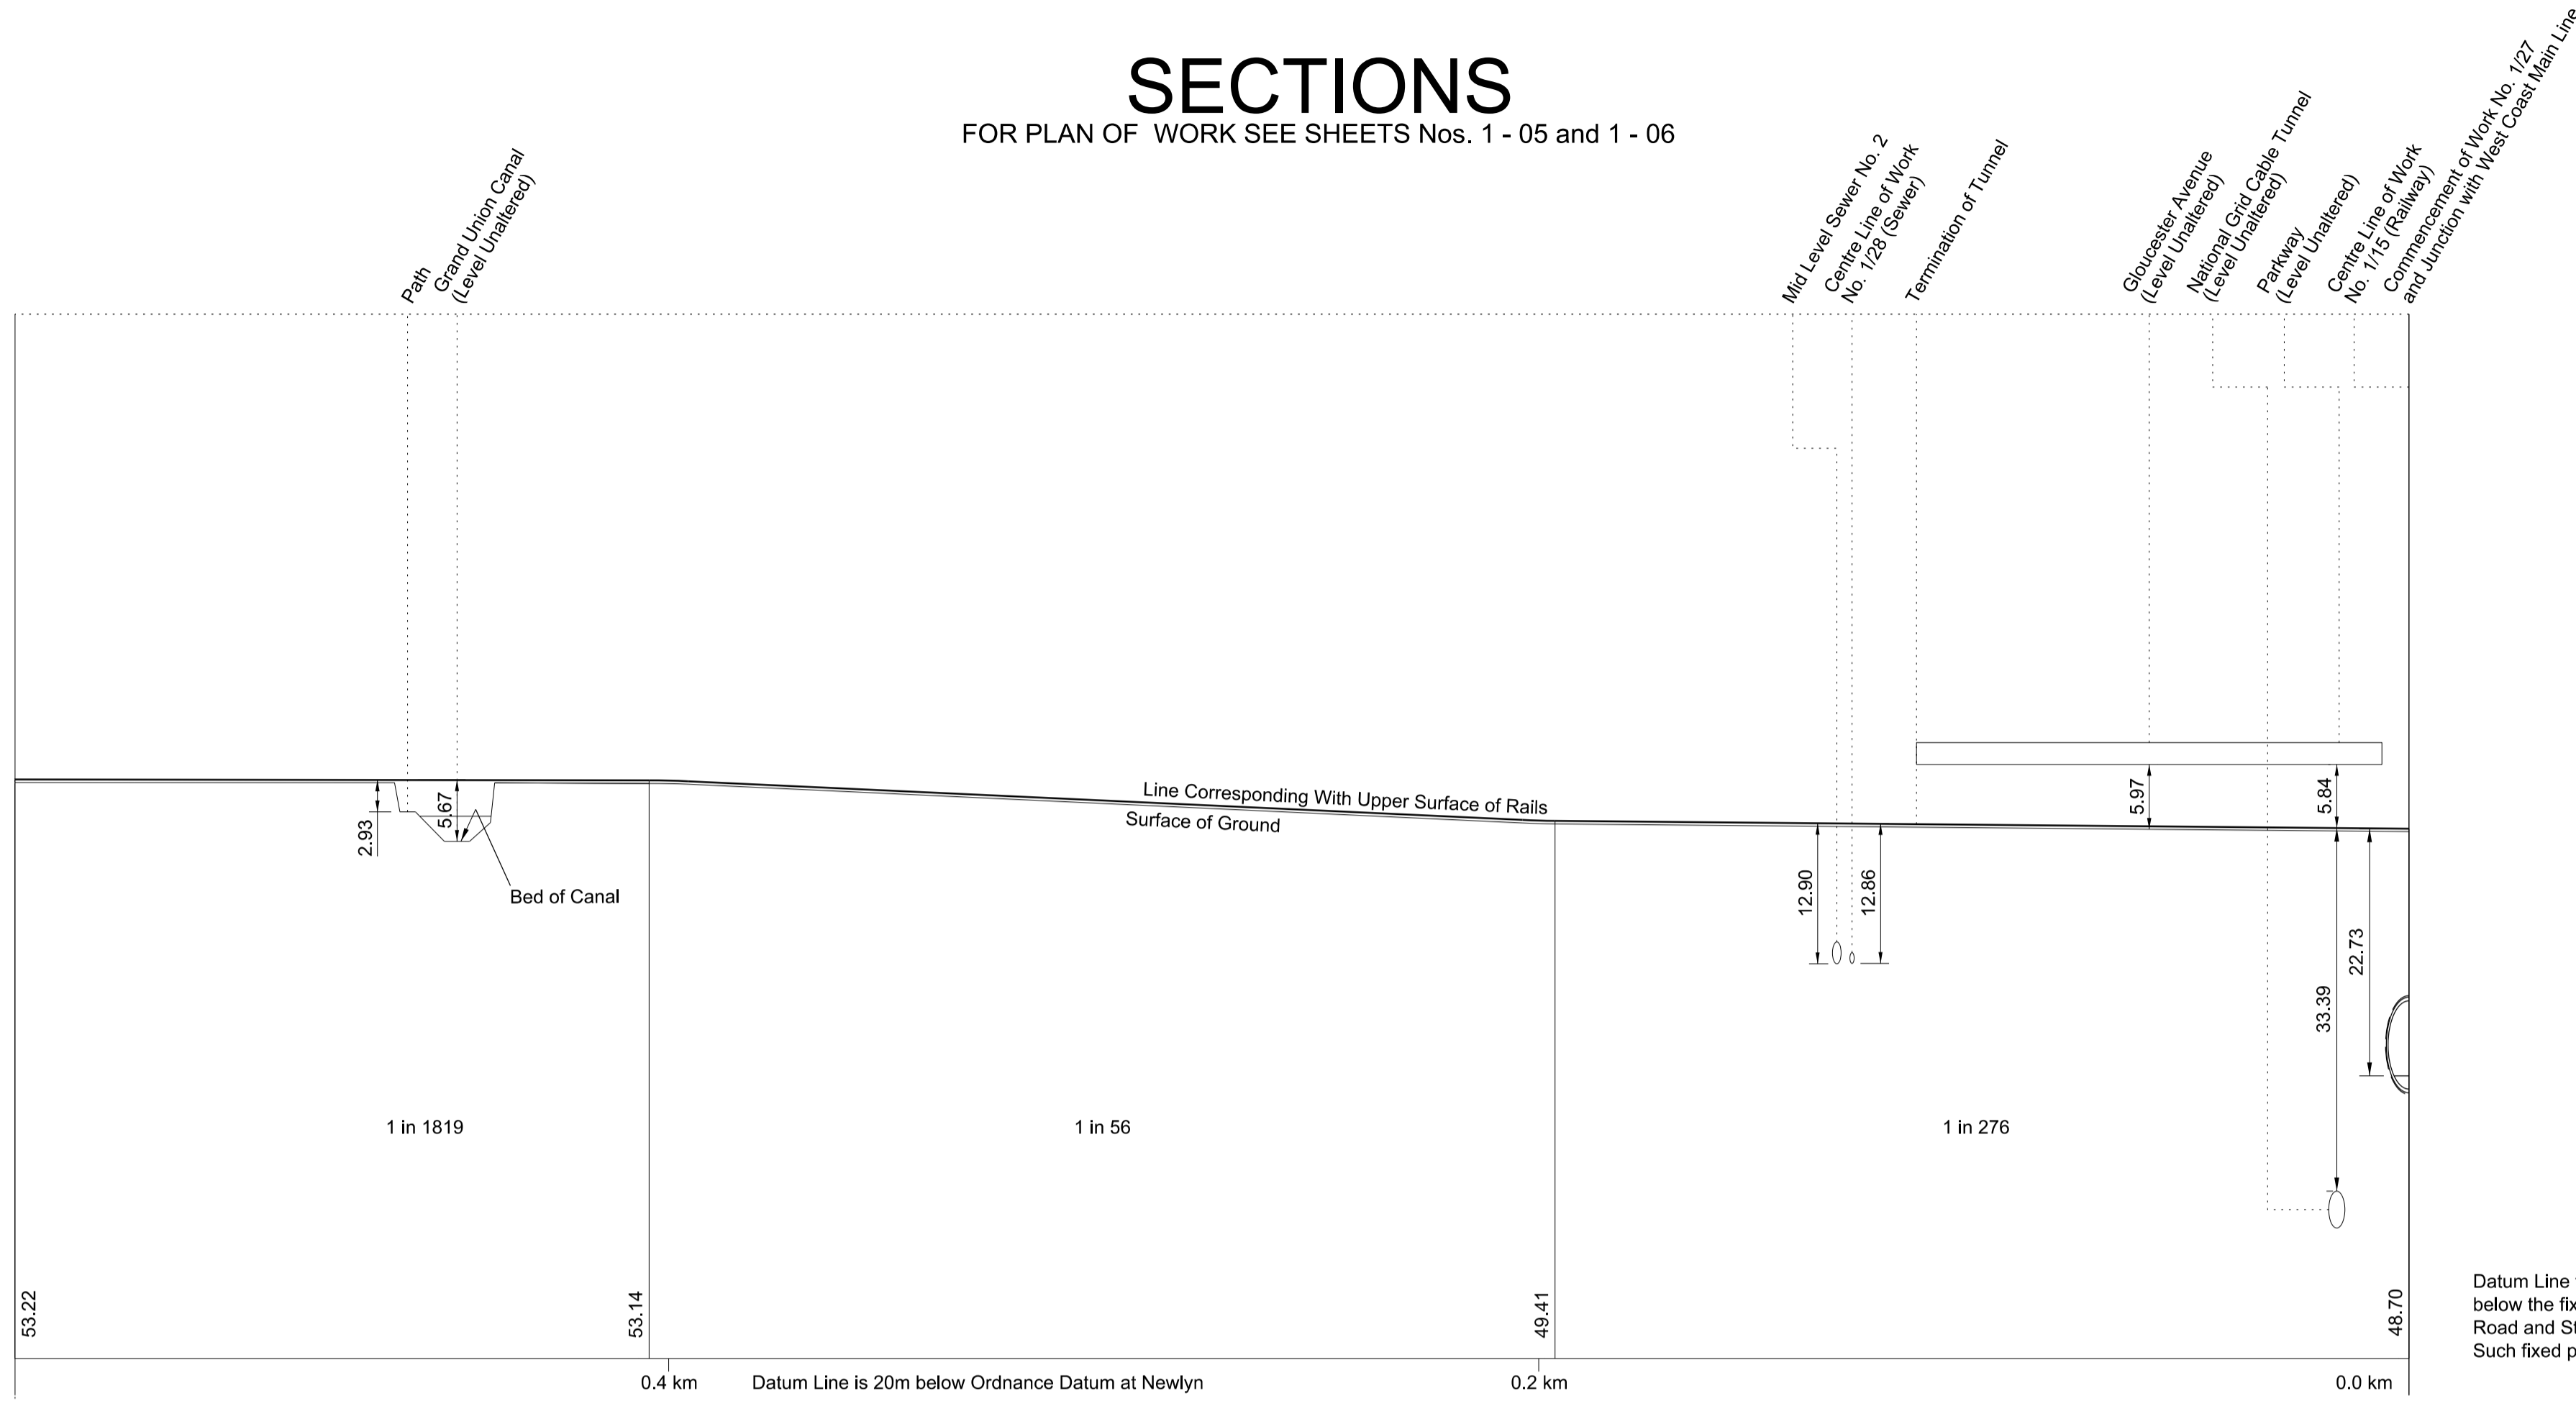 SECTIONS
FOR PLAN OF WORK SEE SHEETS Nos. 1 - 05 and 1 - 06
Path
Grand Union Canal
(Level Unaltered)
Mid Level Sewer No. 2
Centre Line of Work
No. 1/28 (Sewer)
Termination of Tunnel
Gloucester Avenue
(Level Unaltered)
National Grid Cable Tunnel
(Level Unaltered)
Parkway
(Level Unaltered)
Centre Line of Work
No. 1/15 (Railway)
Commencement of Work No. 1/27
and Junction with West Coast Main Line
Line Corresponding With Upper Surface of Rails
Surface of Ground
2.93
5.67
Bed of Canal
12.90
12.86
5.97
5.84
33.39
22.73
1 in 1819
1 in 56
1 in 276
53.22
53.14
49.41
48.70
0.4 km
Datum Line is 20m below Ordnance Datum at Newlyn
0.2 km
0.0 km
Datum Line
below the
Road and
Such fixed